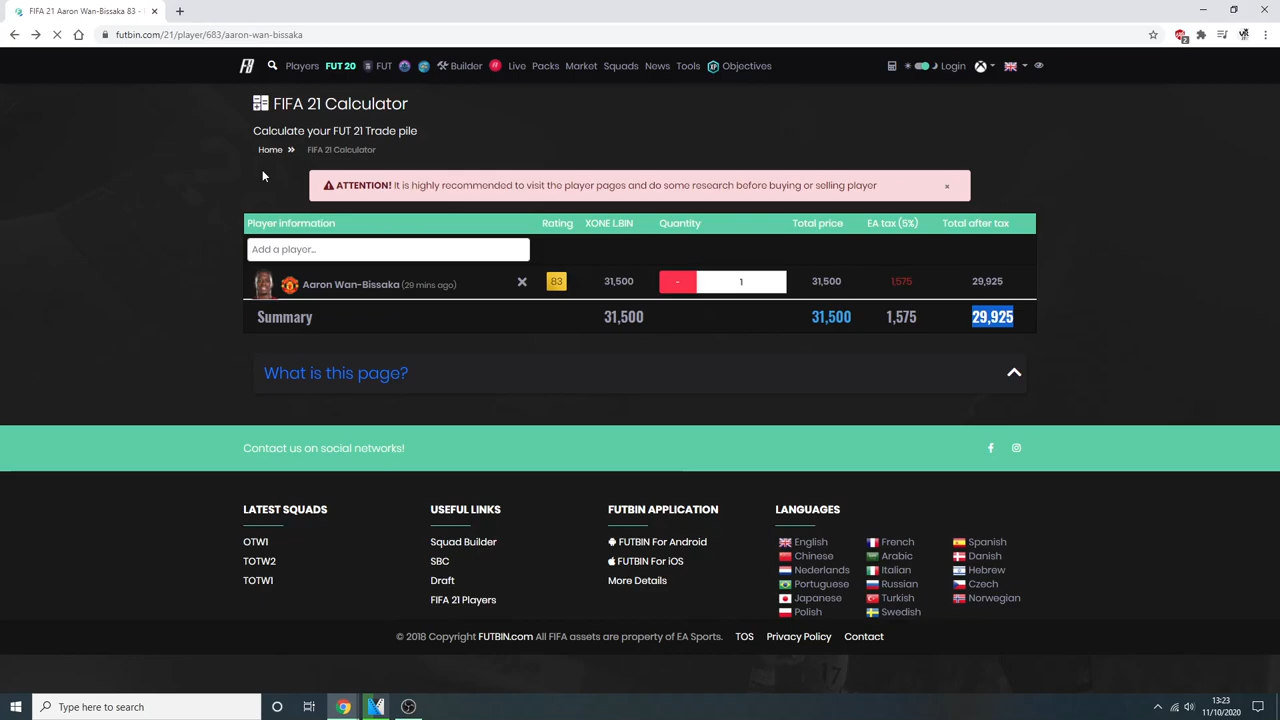 FIFA 21 Aaron Wan-Bissaka 83 -
futbin.com/21/player/683/aaron-wan-bissaka
2
Players FUT 20 FUT Builder Live Packs Market Squads News Tools Objectives Login
FIFA 21 Calculator
Calculate your FUT 21 Trade pile
Home » FIFA 21 Calculator
ATTENTION! It is highly recommended to visit the player pages and do some research before buying or selling player ×
Player information Rating XONE LBIN Quantity Total price EA tax (5%) Total after tax
Add a player...
Aaron Wan-Bissaka (29 mins ago) 83 31,500 - 1 31,500 1,575 29,925
Summary 31,500 31,500 1,575 29,925
What is this page?
Contact us on social networks!
LATEST SQUADS USEFUL LINKS FUTBIN APPLICATION LANGUAGES
OTW1 Squad Builder FUTBIN For Android English French Spanish
Chinese Arabic Danish
TOTW2 SBC FUTBIN For iOS Nederlands Italian Hebrew
TOTW1 Draft More Details Portuguese Russian Czech
FIFA 21 Players Japanese Turkish Norwegian
Polish Swedish
© 2018 Copyright FUTBIN.com All FIFA assets are property of EA Sports. TOS Privacy Policy Contact
17
Type here to search
13:23
11/10/2020